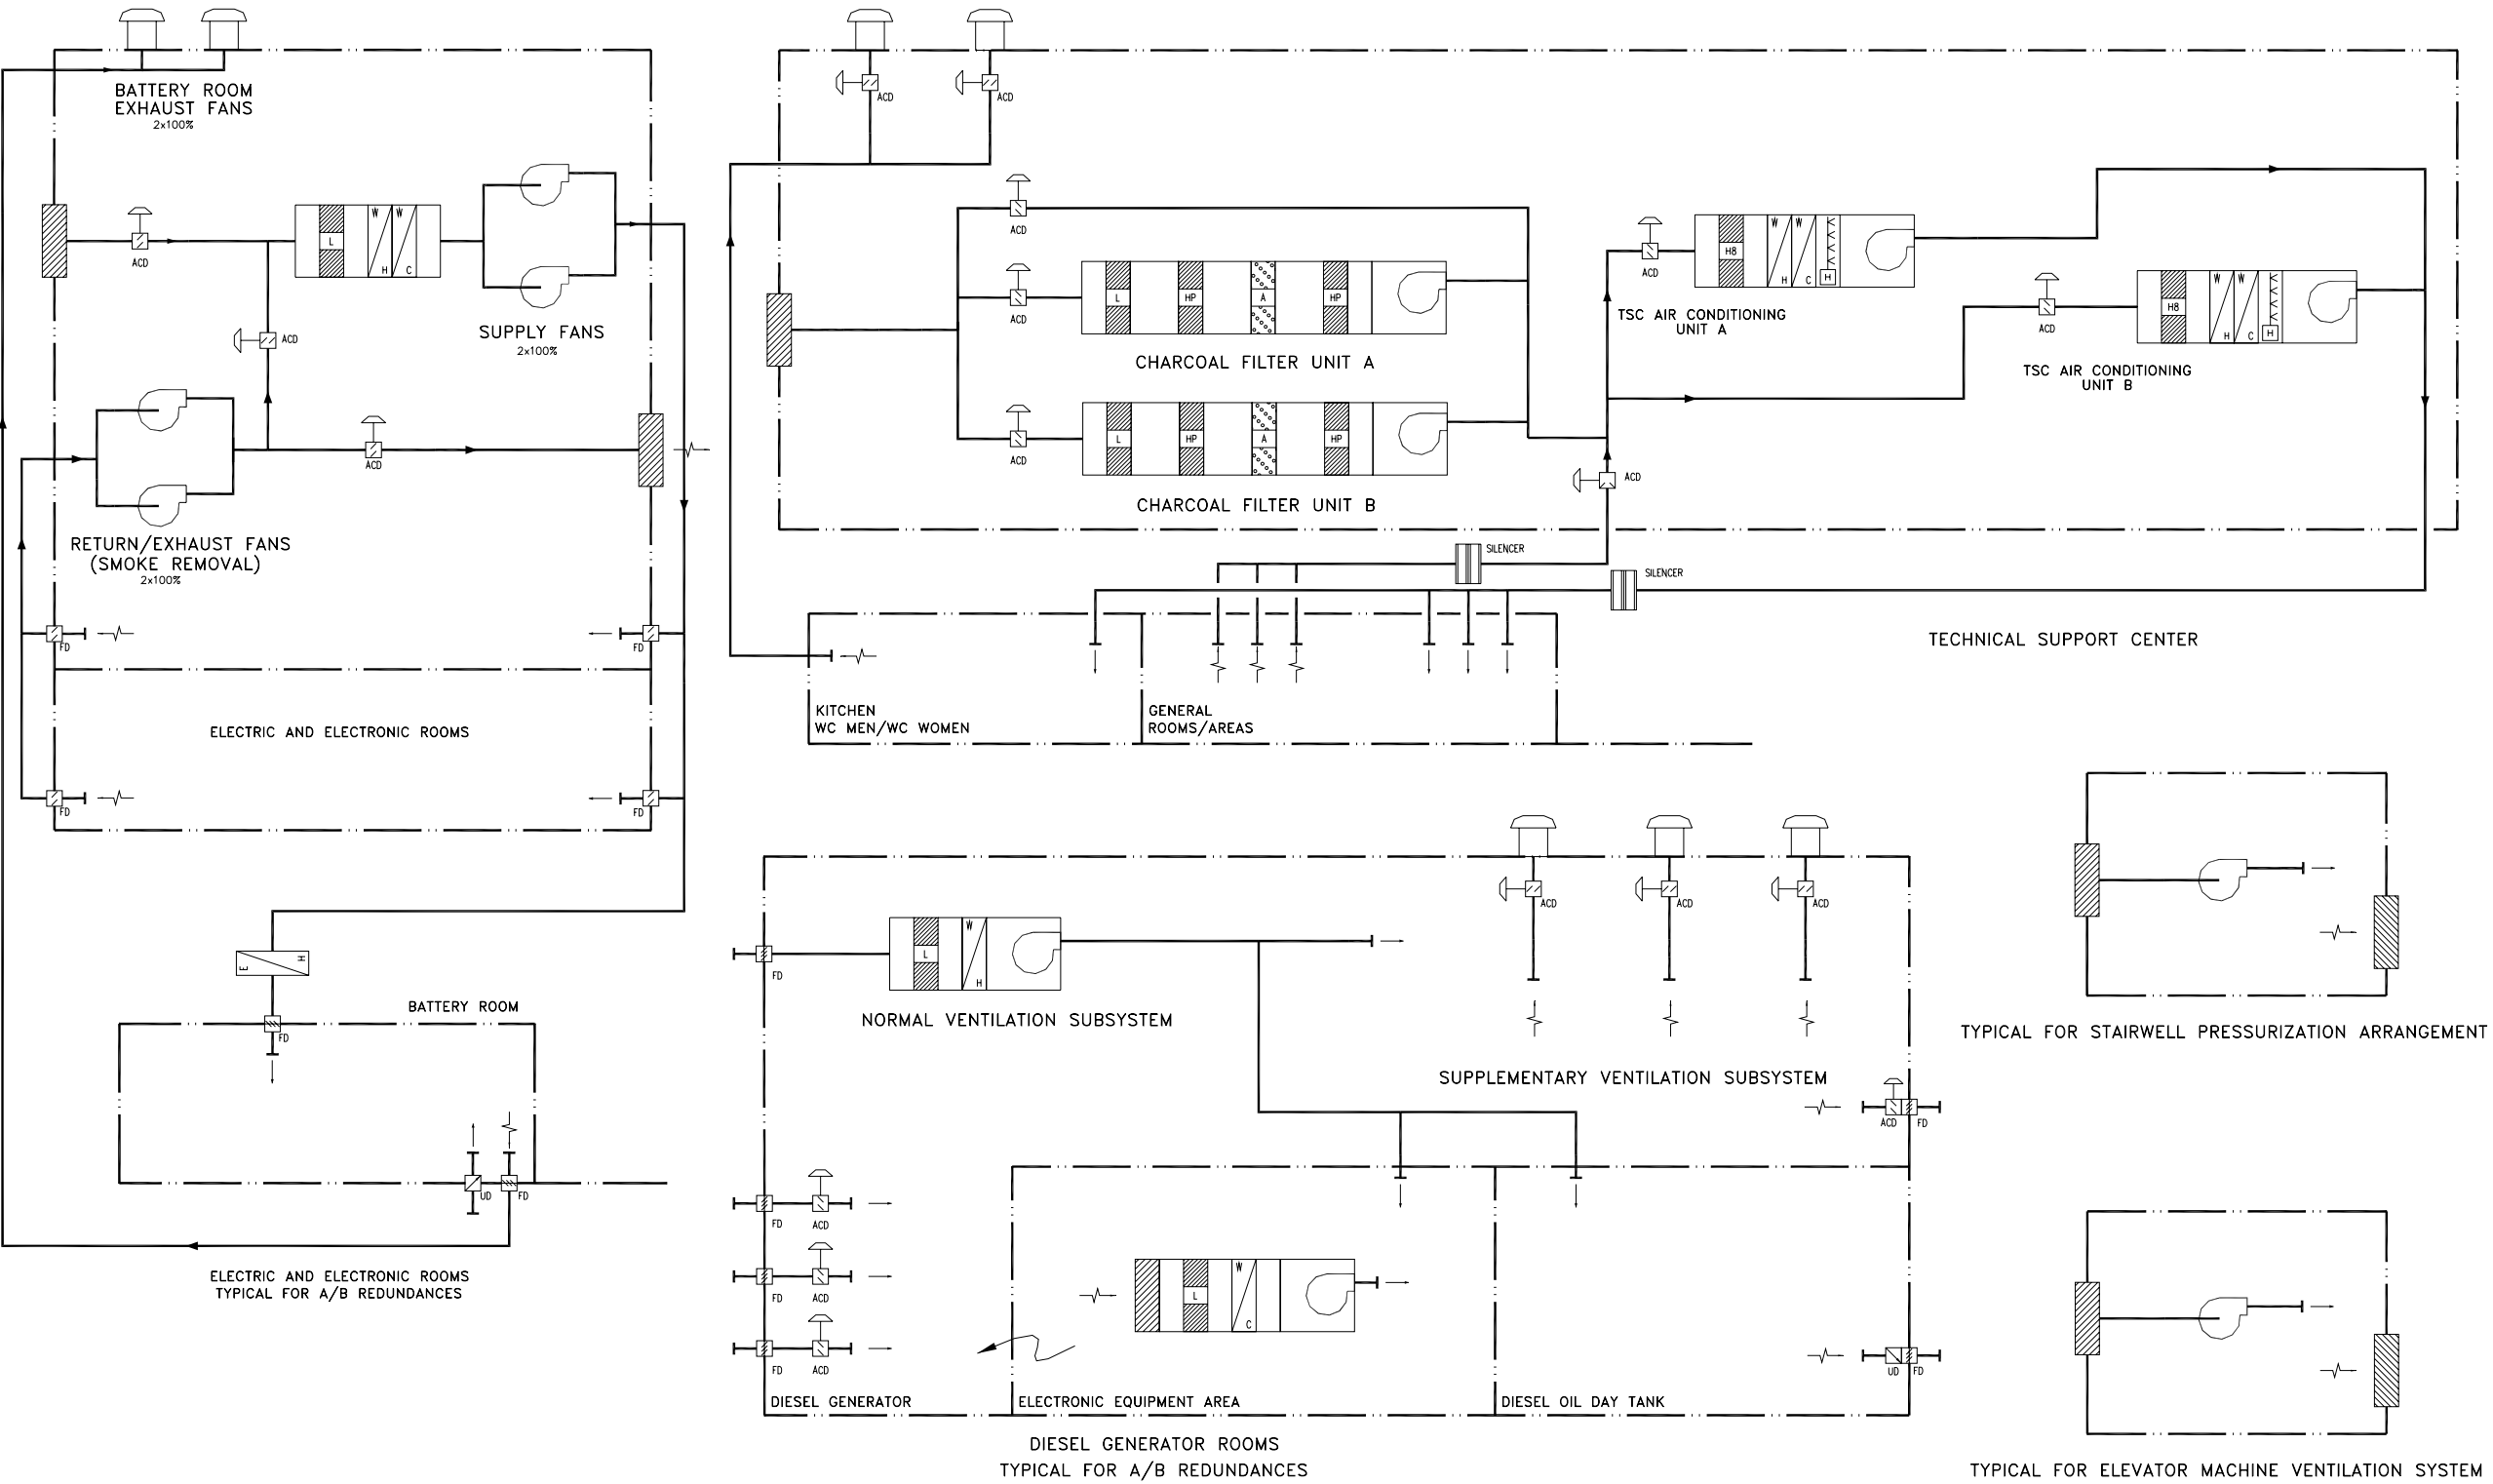 BATTERY ROOM
EXHAUST FANS
2x100%
ACD
L
W
H
W
C
SUPPLY FANS
2x100%
ACD
ACD
RETURN/EXHAUST FANS
(SMOKE REMOVAL)
2x100%
FD
FD
ELECTRIC AND ELECTRONIC ROOMS
FD
FD
E
H
BATTERY ROOM
FD
UD
FD
ELECTRIC AND ELECTRONIC ROOMS
TYPICAL FOR A/B REDUNDANCES
ACD
ACD
ACD
ACD
L
HP
A
HP
CHARCOAL FILTER UNIT A
ACD
L
HP
A
HP
CHARCOAL FILTER UNIT B
ACD
H8
W
H
W
C
H
TSC AIR CONDITIONING
UNIT A
ACD
H8
W
H
W
C
H
TSC AIR CONDITIONING
UNIT B
ACD
SILENCER
SILENCER
TECHNICAL SUPPORT CENTER
KITCHEN
WC MEN/WC WOMEN
GENERAL
ROOMS/AREAS
FD
L
W
H
NORMAL VENTILATION SUBSYSTEM
ACD
ACD
ACD
SUPPLEMENTARY VENTILATION SUBSYSTEM
ACD
FD
FD
ACD
FD
ACD
FD
ACD
L
W
C
UD
FD
DIESEL GENERATOR
ELECTRONIC EQUIPMENT AREA
DIESEL OIL DAY TANK
DIESEL GENERATOR ROOMS
TYPICAL FOR A/B REDUNDANCES
TYPICAL FOR STAIRWELL PRESSURIZATION ARRANGEMENT
TYPICAL FOR ELEVATOR MACHINE VENTILATION SYSTEM